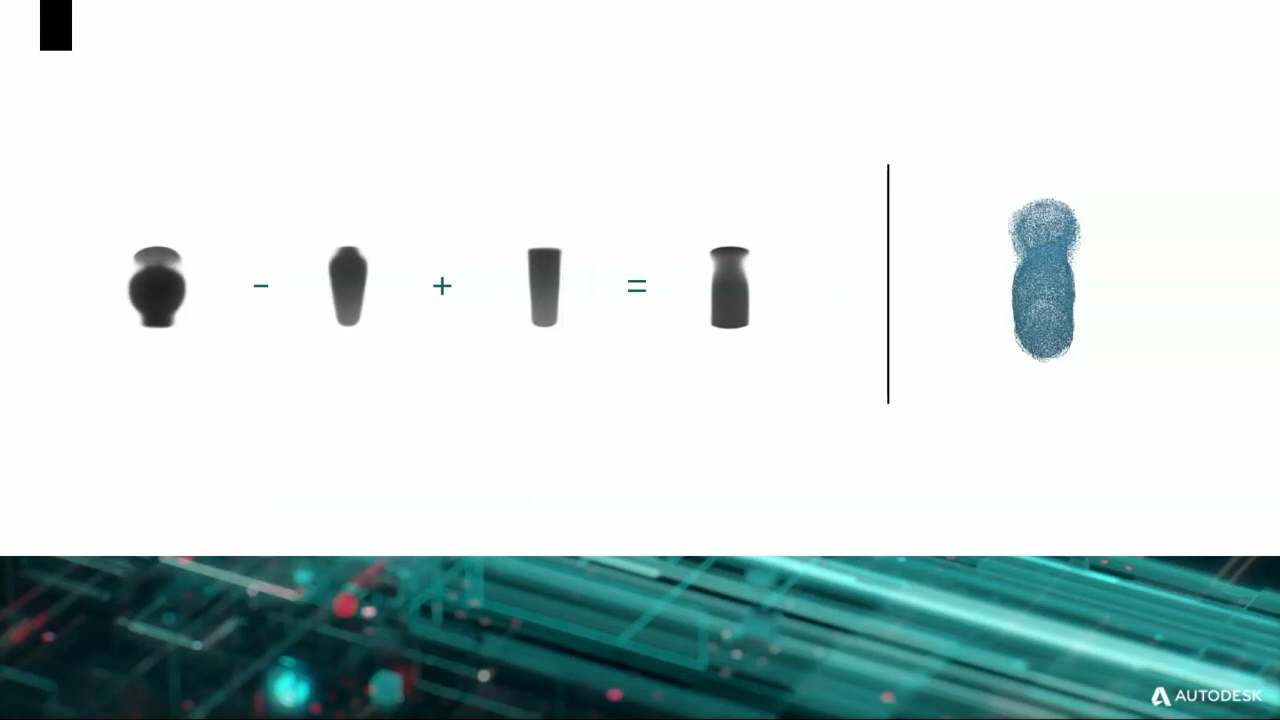 - + =
AUTODESK